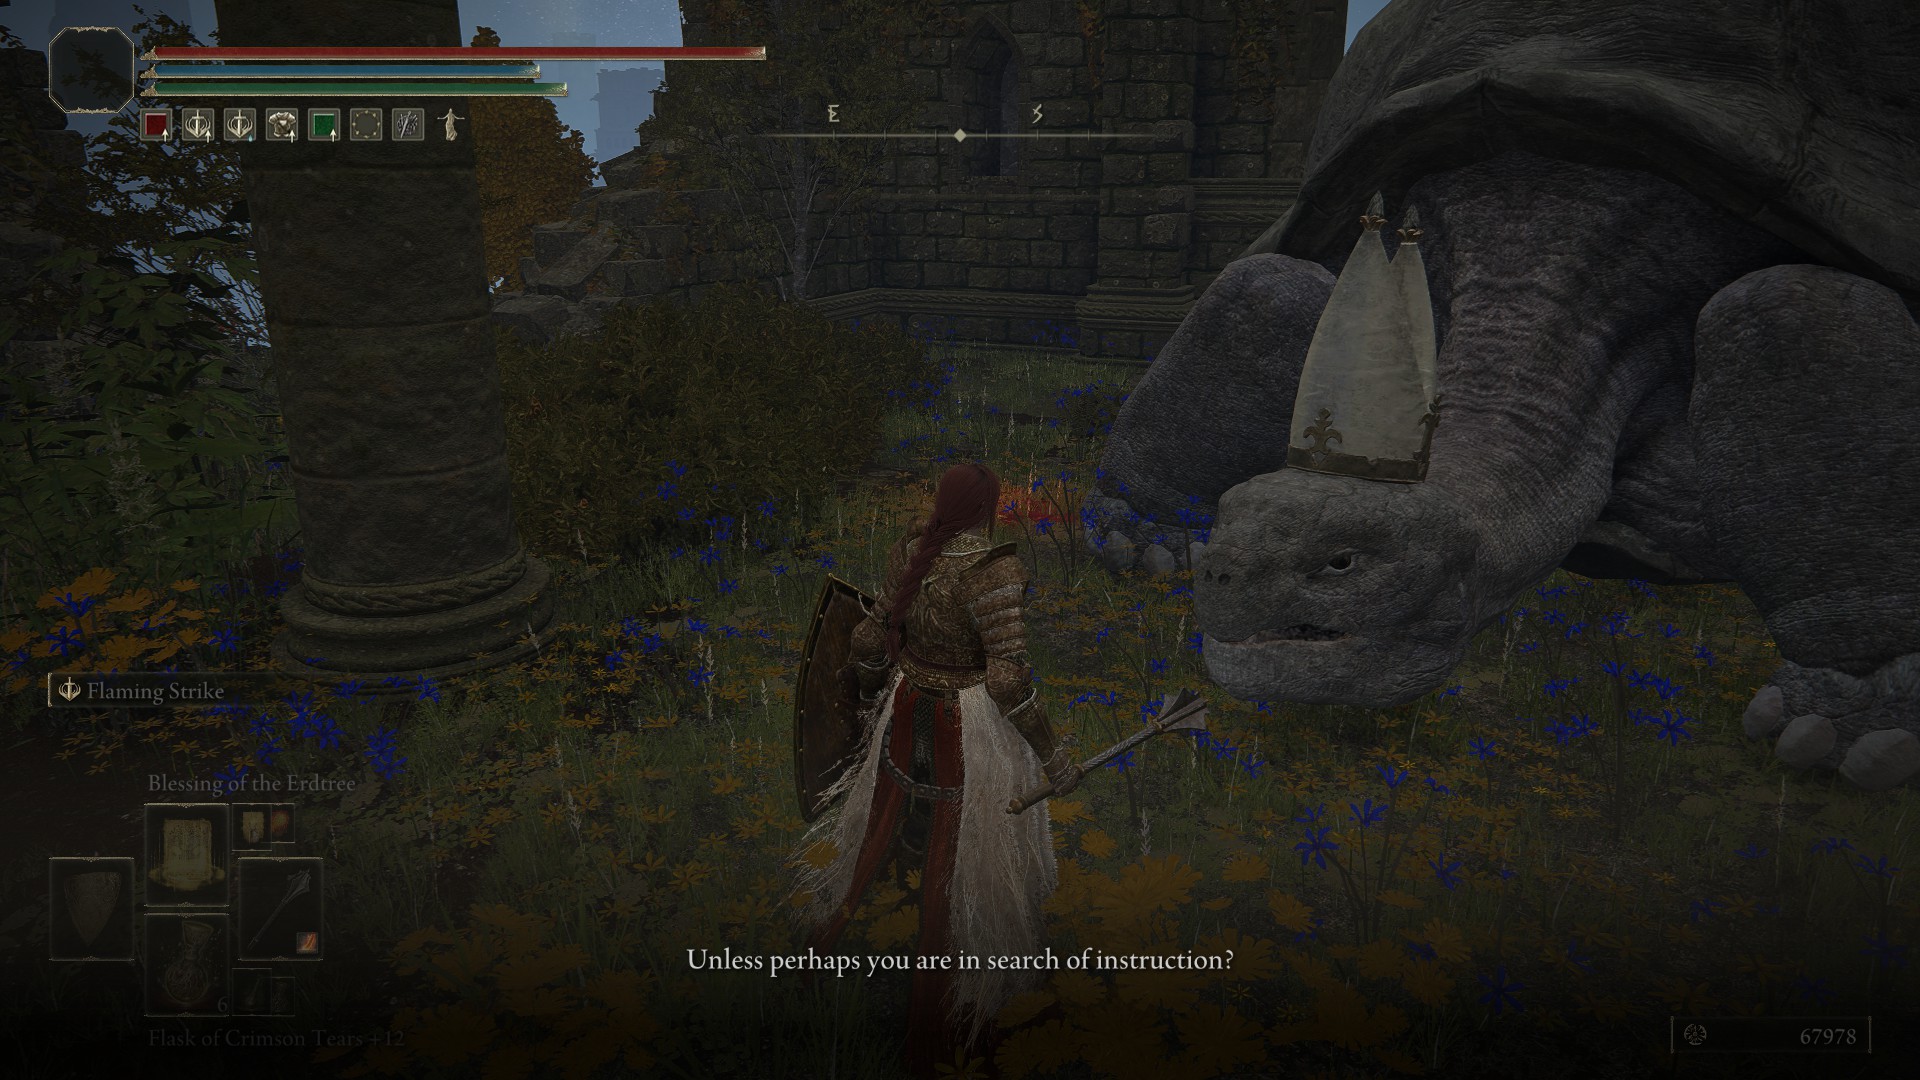 E
S
Flaming Strike
Blessing of the Erdtree
6
Flask of Crimson Tears +12
Unless perhaps you are in search of instruction?
67978